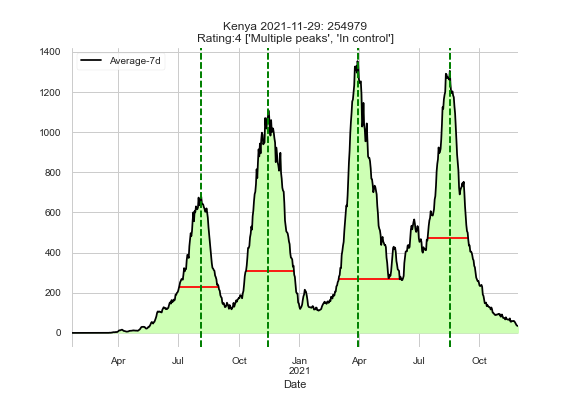 Kenya 2021-11-29: 254979
Rating:4 ['Multiple peaks', 'In control']
Average-7d
1400
1200
1000
800
600
400
200
0
Apr Jul Oct Jan Apr Jul Oct
2021
Date